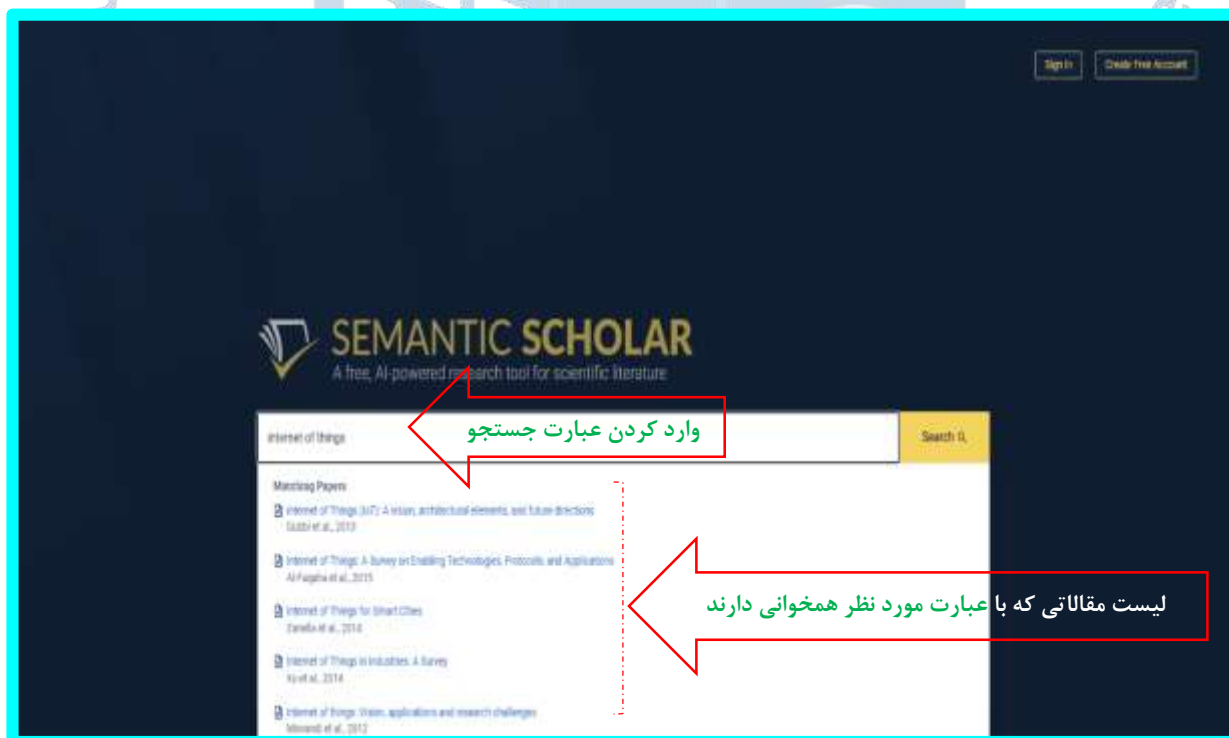 Sign In
Create Free Account
SEMANTIC SCHOLAR
A free, AI-powered research tool for scientific literature
internet of things
وارد کردن عبارت جستجو
Search
Matching Papers
Internet of Things (IoT): A vision, architectural elements, and future directions
Gubbi et al., 2013
Internet of Things: A Survey on Enabling Technologies, Protocols, and Applications
Al-Fuqaha et al., 2015
Internet of Things for Smart Cities
Zanella et al., 2014
Internet of Things in Industries: A Survey
Xu et al., 2014
Internet of things: Vision, applications and research challenges
Miorandi et al., 2012
لیست مقالاتی که با عبارت مورد نظر همخوانی دارند